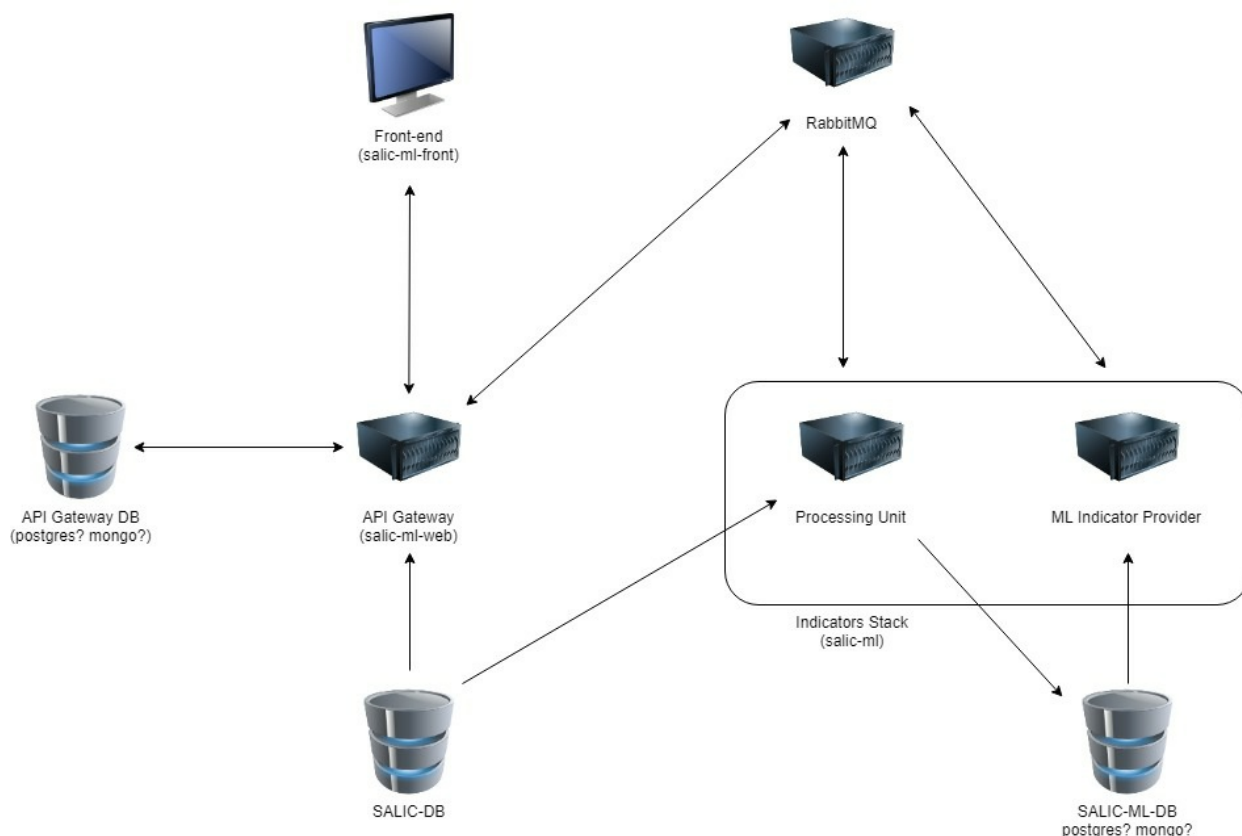 Front-end
(salic-ml-front)
RabbitMQ
API Gateway DB
(postgres? mongo?)
API Gateway
(salic-ml-web)
Processing Unit
ML Indicator Provider
Indicators Stack
(salic-ml)
SALIC-DB
SALIC-ML-DB
postgres? mongo?